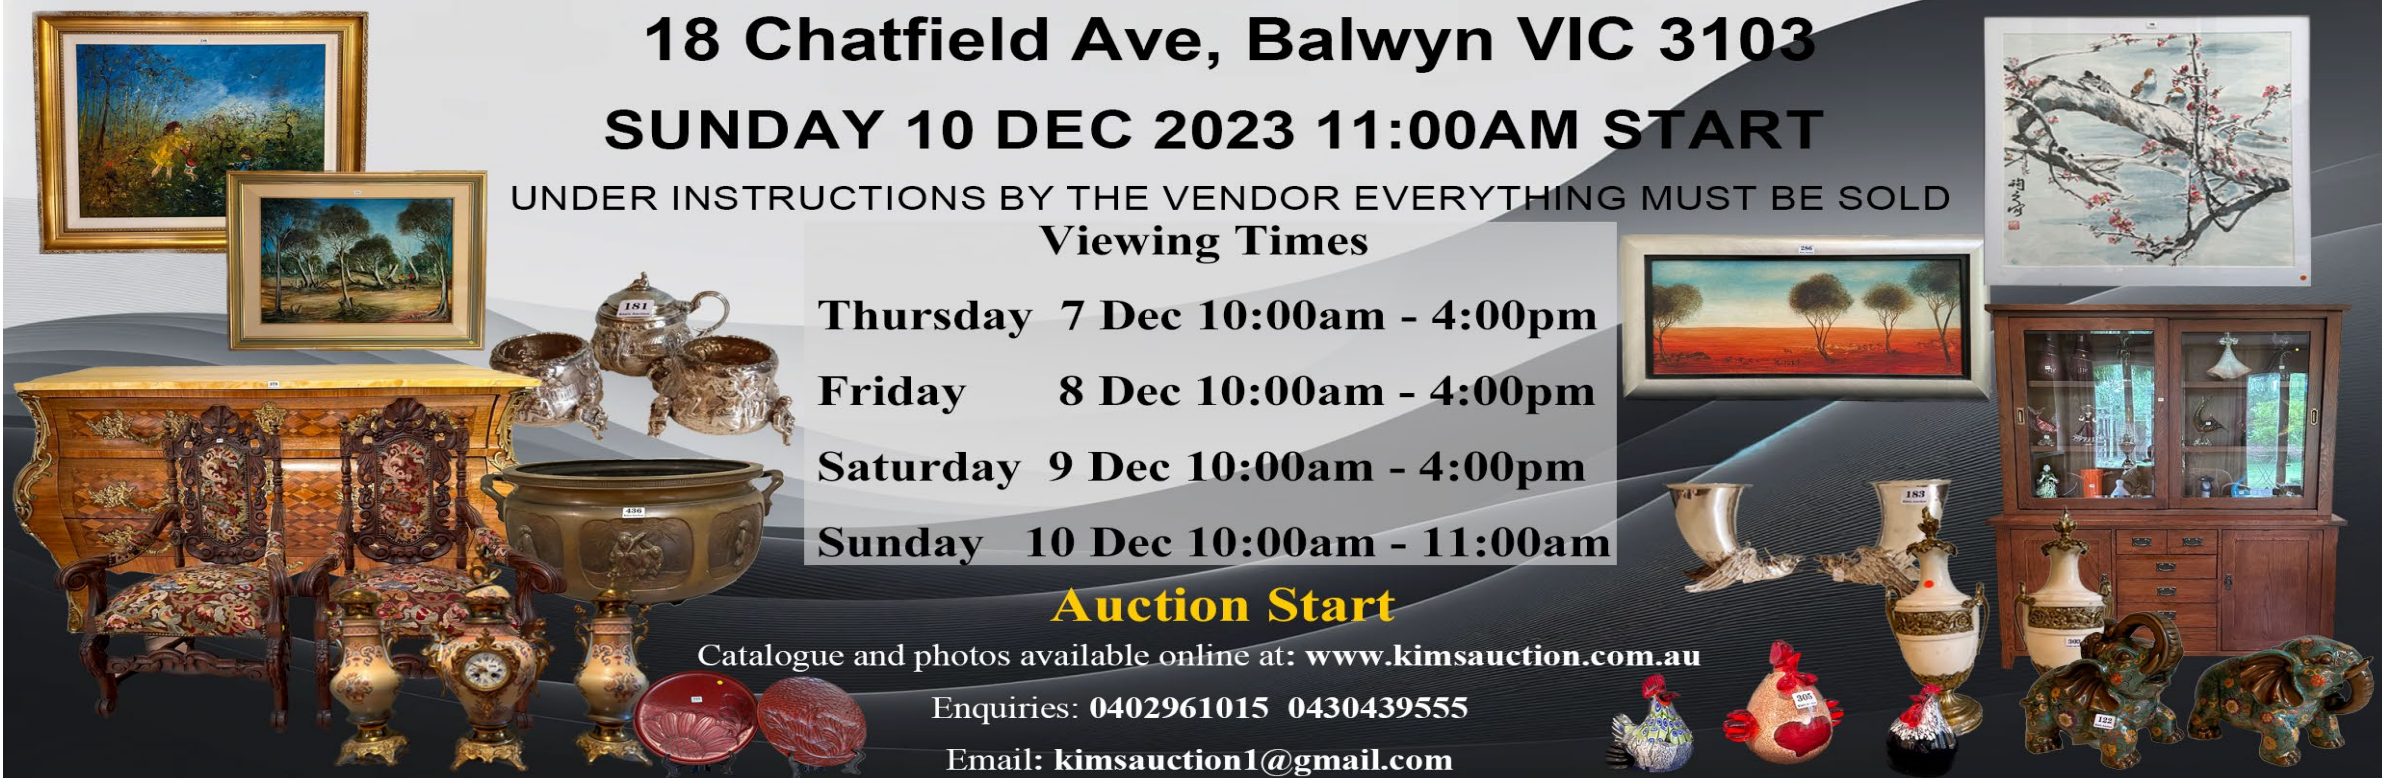 18 Chatfield Ave, Balwyn VIC 3103
SUNDAY 10 DEC 2023 11:00AM START
UNDER INSTRUCTIONS BY THE VENDOR EVERYTHING MUST BE SOLD
Viewing Times
Thursday 7 Dec 10:00am - 4:00pm
Friday 8 Dec 10:00am - 4:00pm
Saturday 9 Dec 10:00am - 4:00pm
Sunday 10 Dec 10:00am - 11:00am
Auction Start
Catalogue and photos available online at: www.kimsauction.com.au
Enquiries: 0402961015 0430439555
Email: kimsauction1@gmail.com
181
436
286
183
305
122